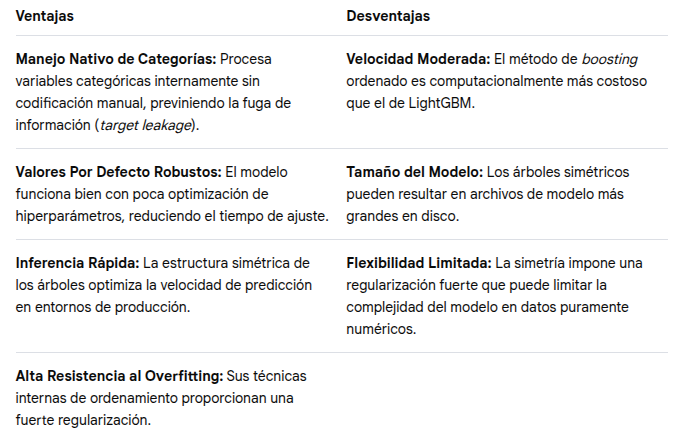 Ventajas
Desventajas
Manejo Nativo de Categorías: Procesa
variables categóricas internamente sin
codificación manual, previniendo la fuga de
información (target leakage).
Velocidad Moderada: El método de boosting
ordenado es computacionalmente más costoso
que el de LightGBM.
Valores Por Defecto Robustos: El modelo
funciona bien con poca optimización de
hiperparámetros, reduciendo el tiempo de ajuste.
Tamaño del Modelo: Los árboles simétricos
pueden resultar en archivos de modelo más
grandes en disco.
Inferencia Rápida: La estructura simétrica de
los árboles optimiza la velocidad de predicción
en entornos de producción.
Flexibilidad Limitada: La simetría impone una
regularización fuerte que puede limitar la
complejidad del modelo en datos puramente
numéricos.
Alta Resistencia al Overfitting: Sus técnicas
internas de ordenamiento proporcionan una
fuerte regularización.